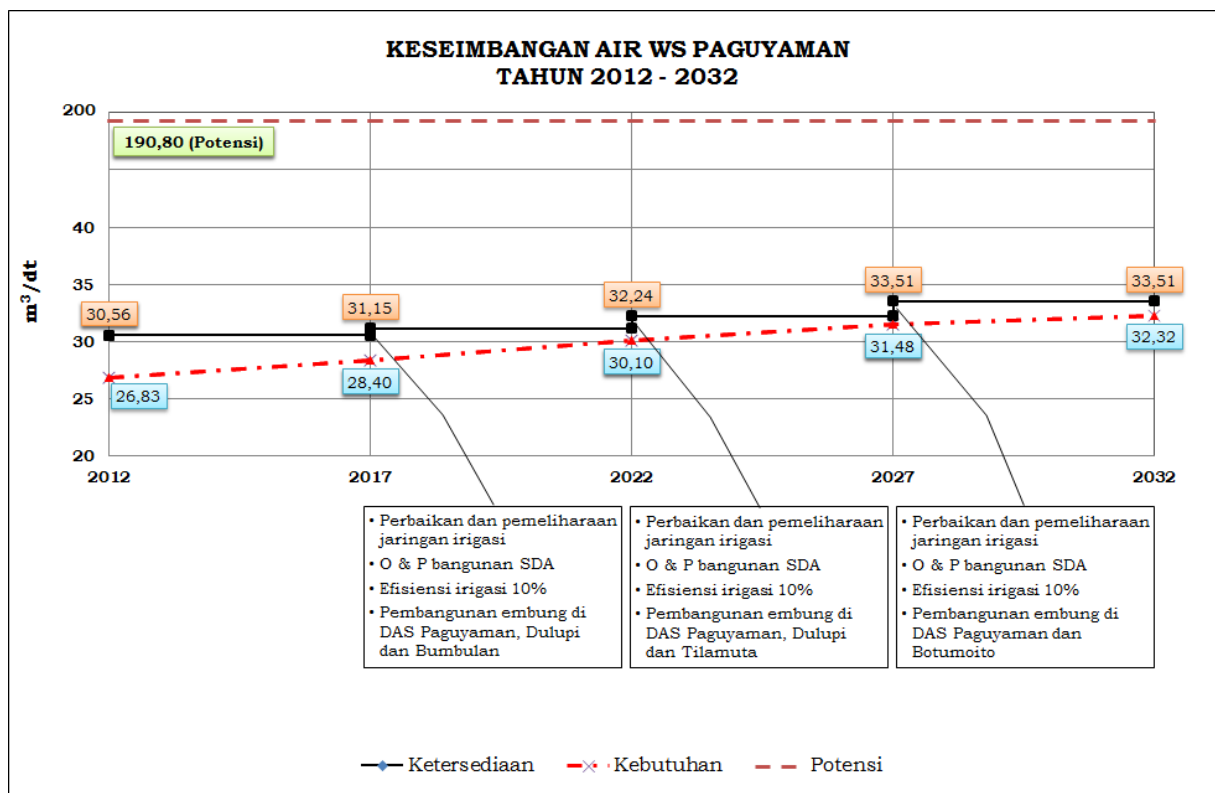 KESEIMBANGAN AIR WS PAGUYAMAN
TAHUN 2012 - 2032
m³/dt
200
40
35
30
25
20
190,80 (Potensi)
30,56
31,15
32,24
33,51
33,51
26,83
28,40
30,10
31,48
32,32
2012
2017
2022
2027
2032
• Perbaikan dan pemeliharaan
jaringan irigasi
• O & P bangunan SDA
• Efisiensi irigasi 10%
• Pembangunan embung di
DAS Paguyaman, Dulupi
dan Bumbulan
• Perbaikan dan pemeliharaan
jaringan irigasi
• O & P bangunan SDA
• Efisiensi irigasi 10%
• Pembangunan embung di
DAS Paguyaman, Dulupi
dan Tilamuta
• Perbaikan dan pemeliharaan
jaringan irigasi
• O & P bangunan SDA
• Efisiensi irigasi 10%
• Pembangunan embung di
DAS Paguyaman dan
Botumoito
Ketersediaan
Kebutuhan
Potensi